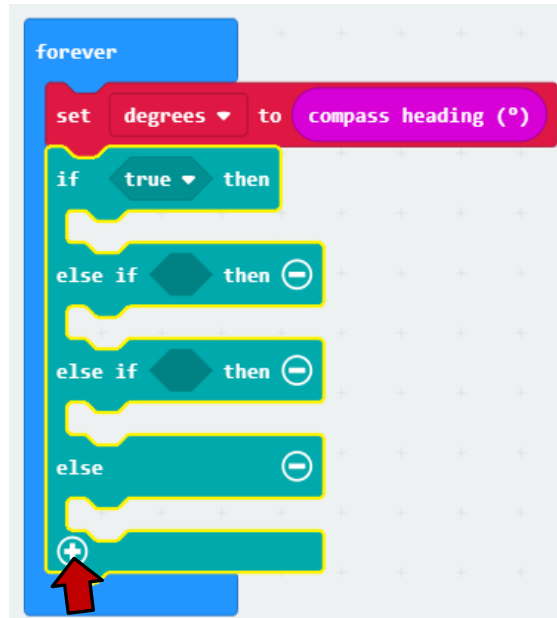 forever
set degrees to compass heading (°)
if true then
else if then
else if then
else